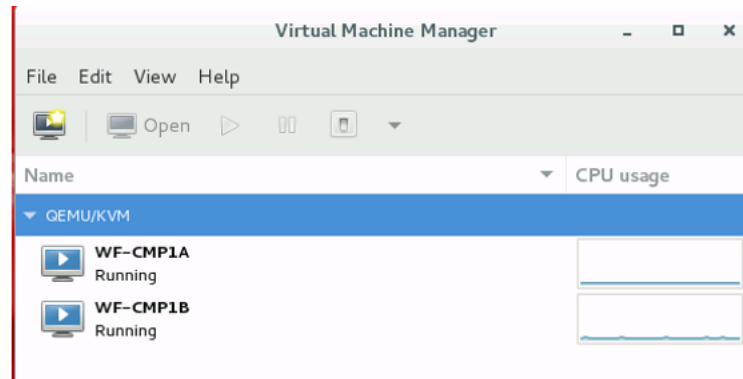 Virtual Machine Manager
File Edit View Help
Open
Name CPU usage
QEMU/KVM
WF-CMP1A
Running
WF-CMP1B
Running